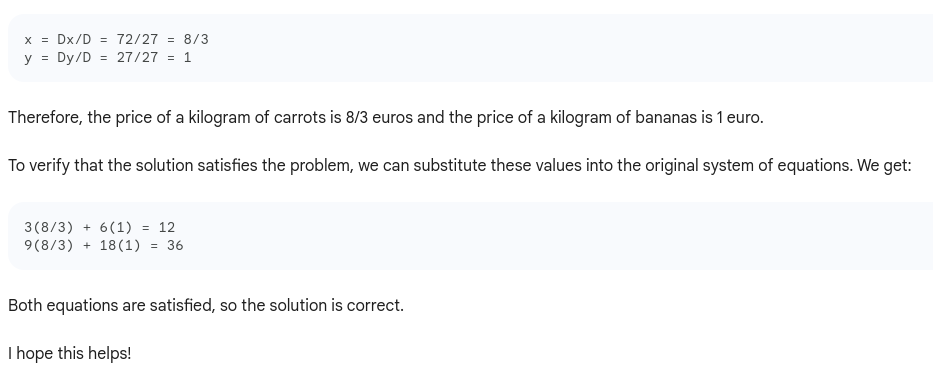 x = Dx/D = 72/27 = 8/3
y = Dy/D = 27/27 = 1
Therefore, the price of a kilogram of carrots is 8/3 euros and the price of a kilogram of bananas is 1 euro.
To verify that the solution satisfies the problem, we can substitute these values into the original system of equations. We get:
3(8/3) + 6(1) = 12
9(8/3) + 18(1) = 36
Both equations are satisfied, so the solution is correct.
I hope this helps!